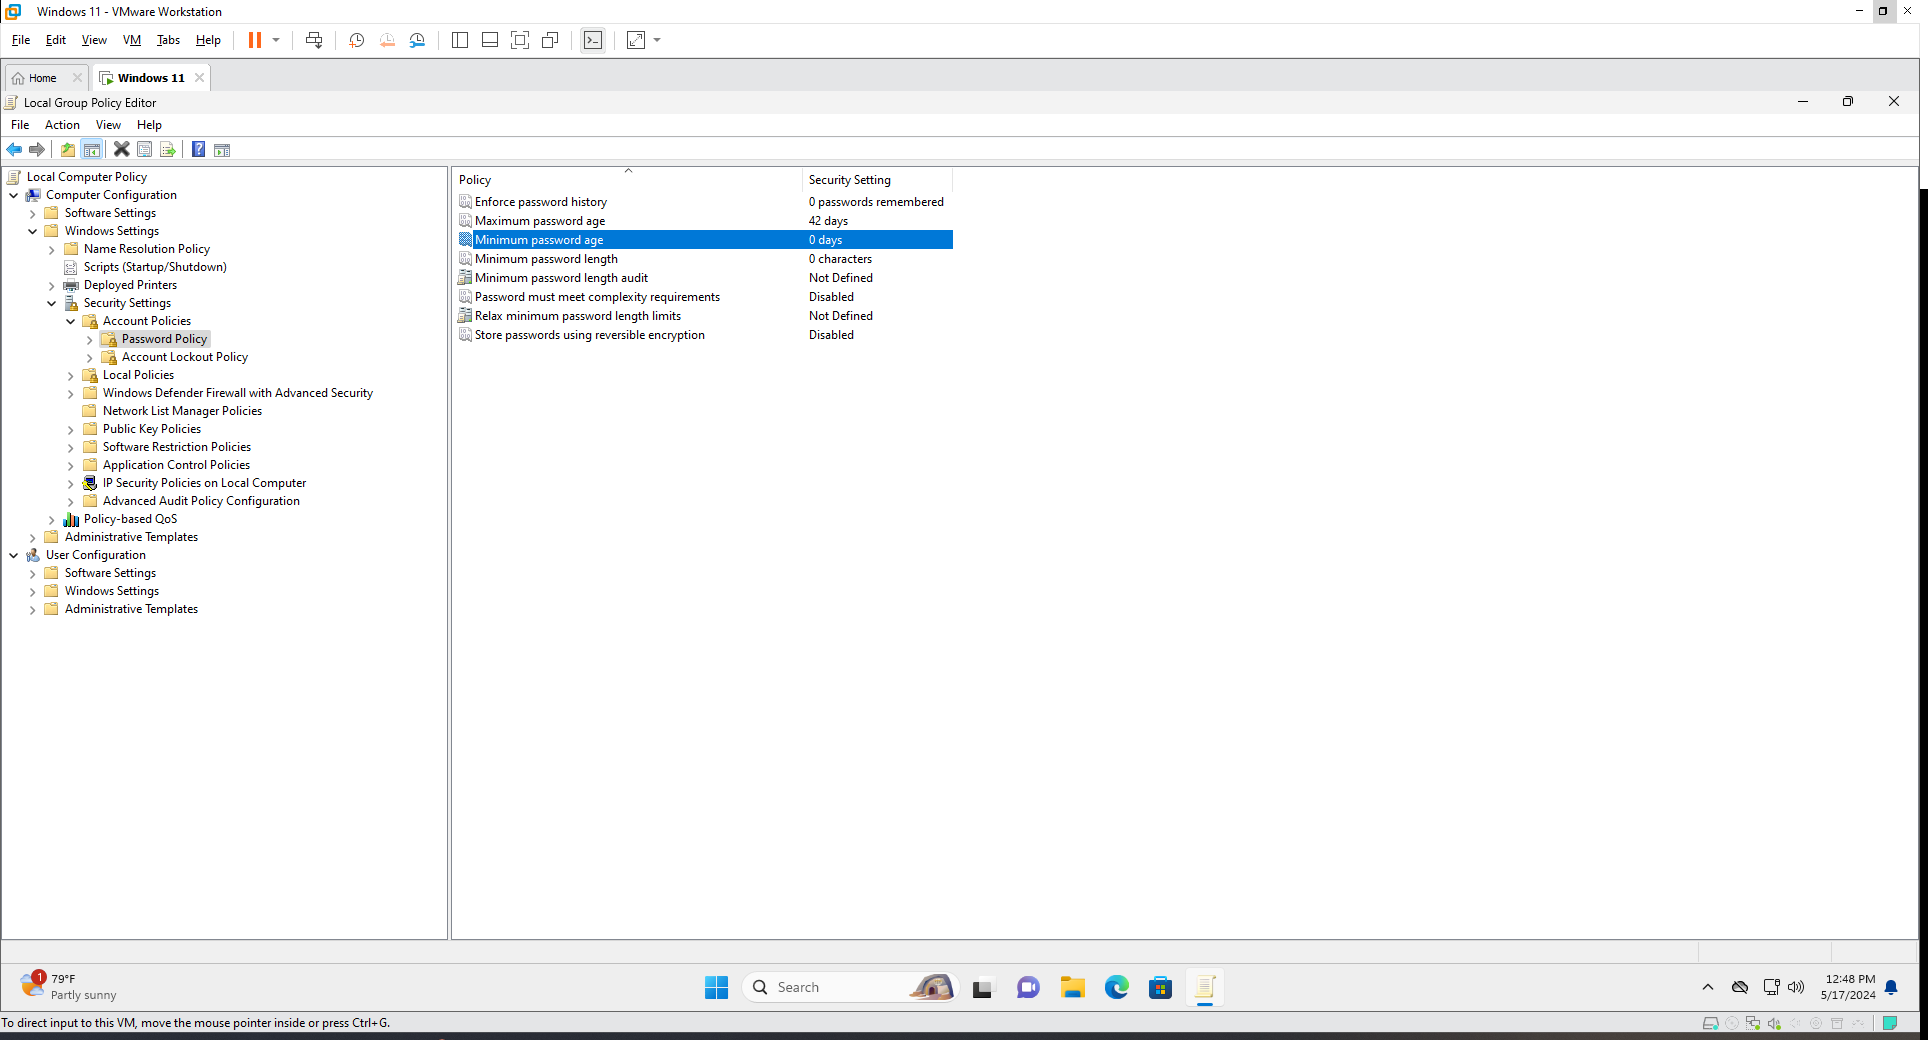 Windows 11 - VMware Workstation
File Edit View VM Tabs Help
Home Windows 11
Local Group Policy Editor
File Action View Help
Local Computer Policy
Computer Configuration
Software Settings
Windows Settings
Name Resolution Policy
Scripts (Startup/Shutdown)
Deployed Printers
Security Settings
Account Policies
Password Policy
Account Lockout Policy
Local Policies
Windows Defender Firewall with Advanced Security
Network List Manager Policies
Public Key Policies
Software Restriction Policies
Application Control Policies
IP Security Policies on Local Computer
Advanced Audit Policy Configuration
Policy-based QoS
Administrative Templates
User Configuration
Software Settings
Windows Settings
Administrative Templates
Policy Security Setting
Enforce password history 0 passwords remembered
Maximum password age 42 days
Minimum password age 0 days
Minimum password length 0 characters
Minimum password length audit Not Defined
Password must meet complexity requirements Disabled
Relax minimum password length limits Not Defined
Store passwords using reversible encryption Disabled
1
79°F
Partly sunny
Search
12:48 PM
5/17/2024
To direct input to this VM, move the mouse pointer inside or press Ctrl+G.